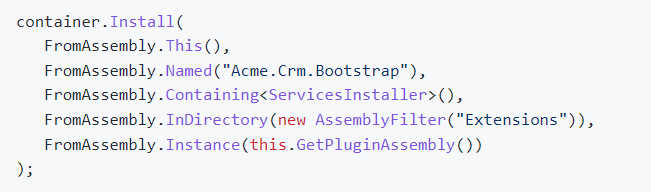 container.Install(
   FromAssembly.This(),
   FromAssembly.Named("Acme.Crm.Bootstrap"),
   FromAssembly.Containing<ServicesInstaller>(),
   FromAssembly.InDirectory(new AssemblyFilter("Extensions")),
   FromAssembly.Instance(this.GetPluginAssembly())
);